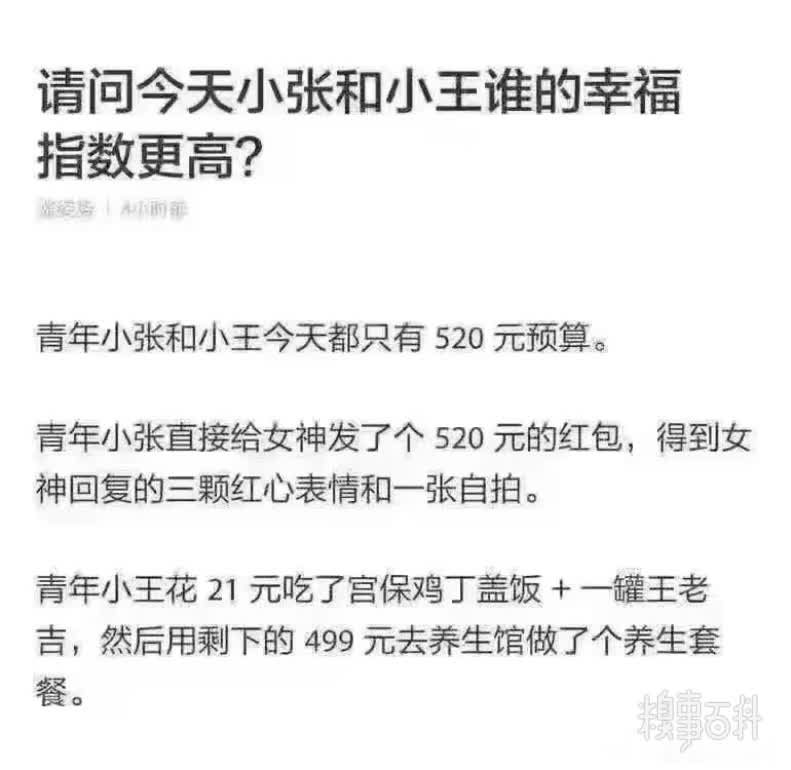 请问今天小张和小王谁的幸福
指数更高?
青年小张和小王今天都只有 520 元预算。
青年小张直接给女神发了个 520 元的红包，得到女
神回复的三颗红心表情和一张自拍。
青年小王花 21 元吃了宫保鸡丁盖饭 + 一罐王老
吉，然后用剩下的 499 元去养生馆做了个养生套
餐。
糗事百科